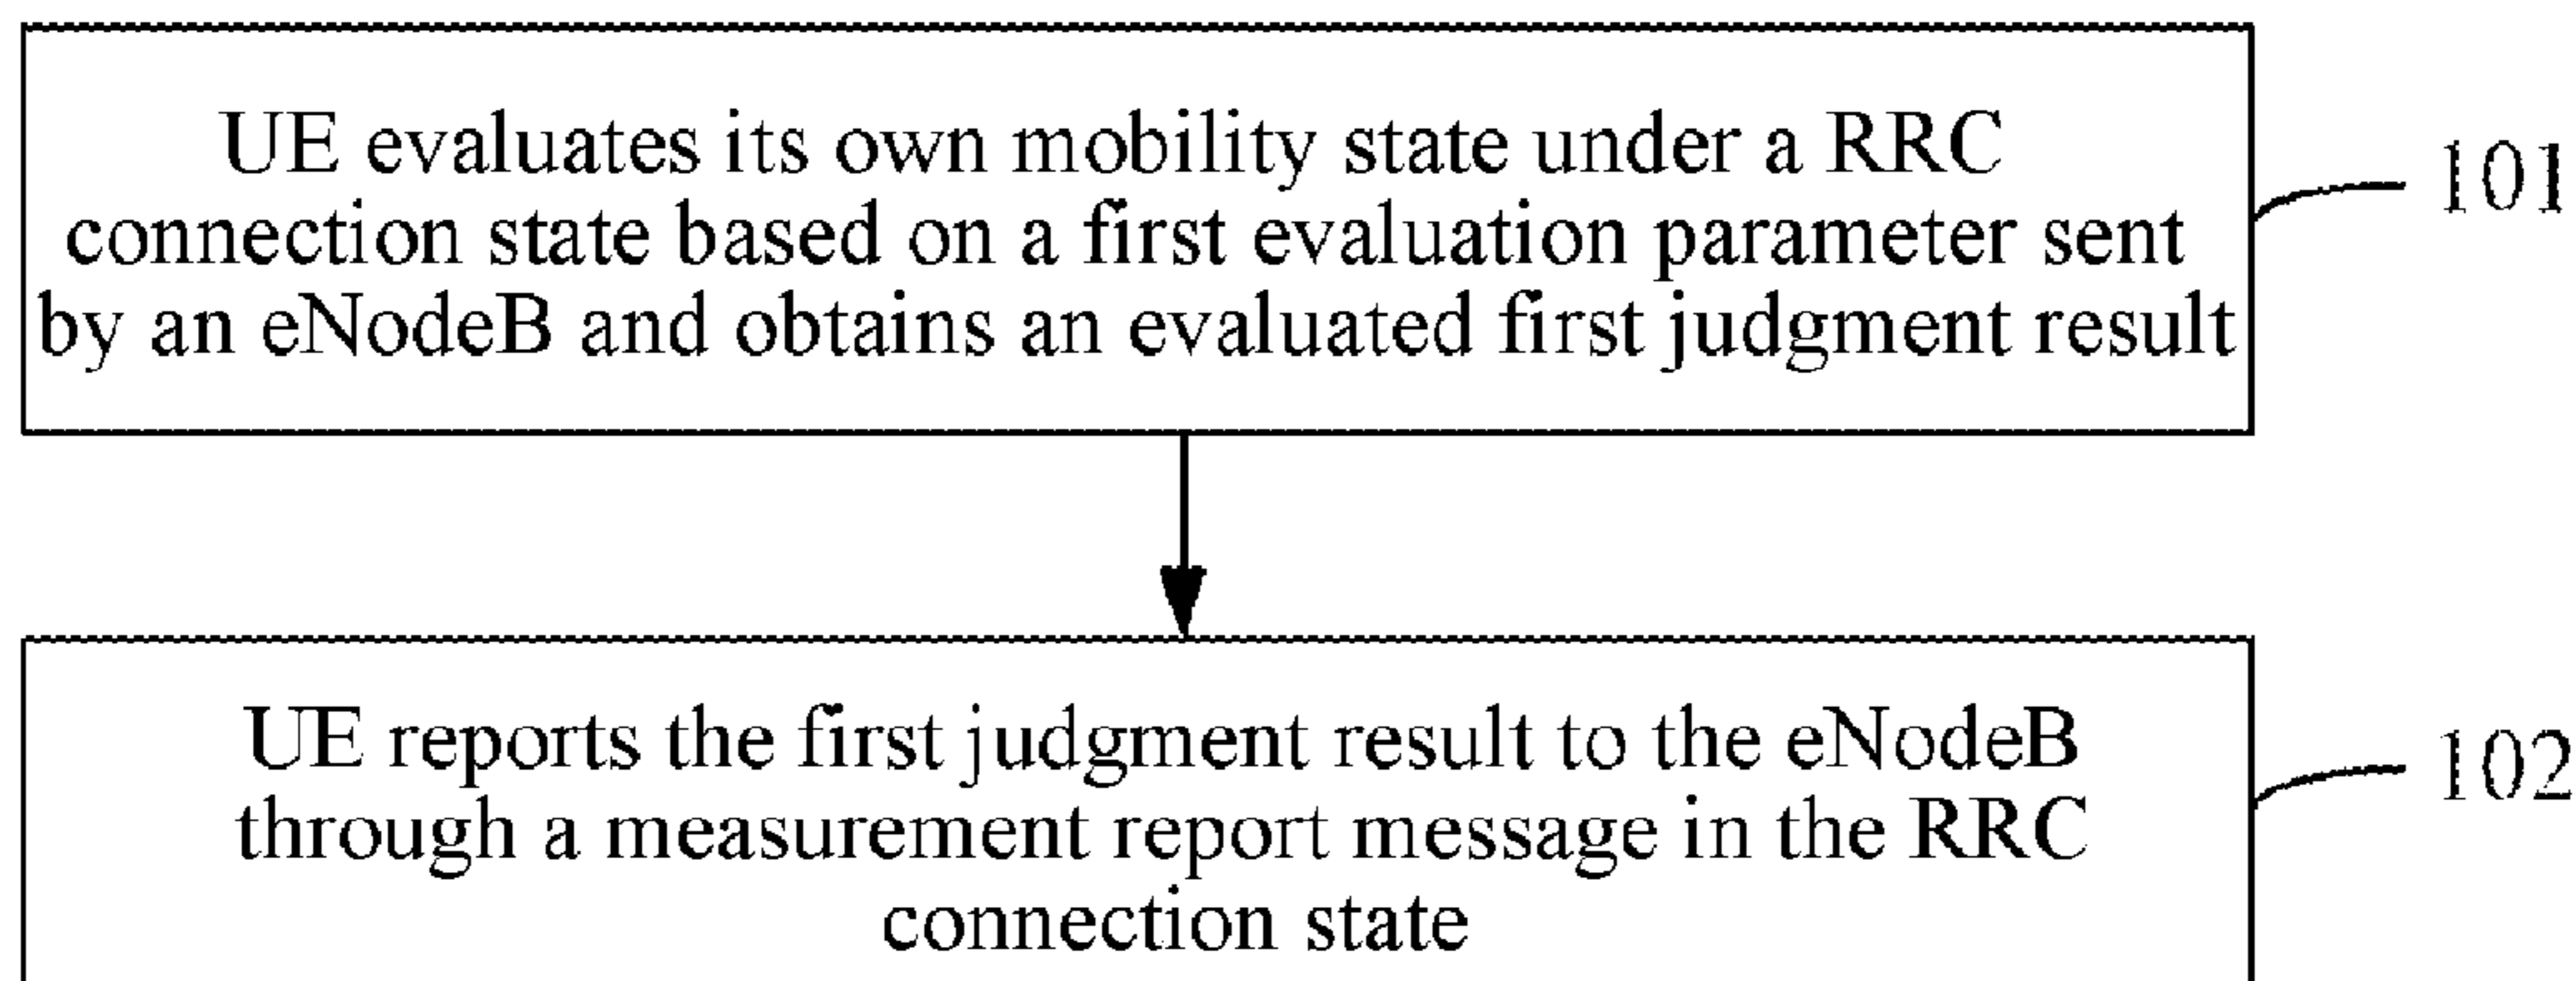 UE evaluates its own mobility state under a RRC
connection state based on a first evaluation parameter sent
by an eNodeB and obtains an evaluated first judgment result
101
UE reports the first judgment result to the eNodeB
through a measurement report message in the RRC
connection state
102